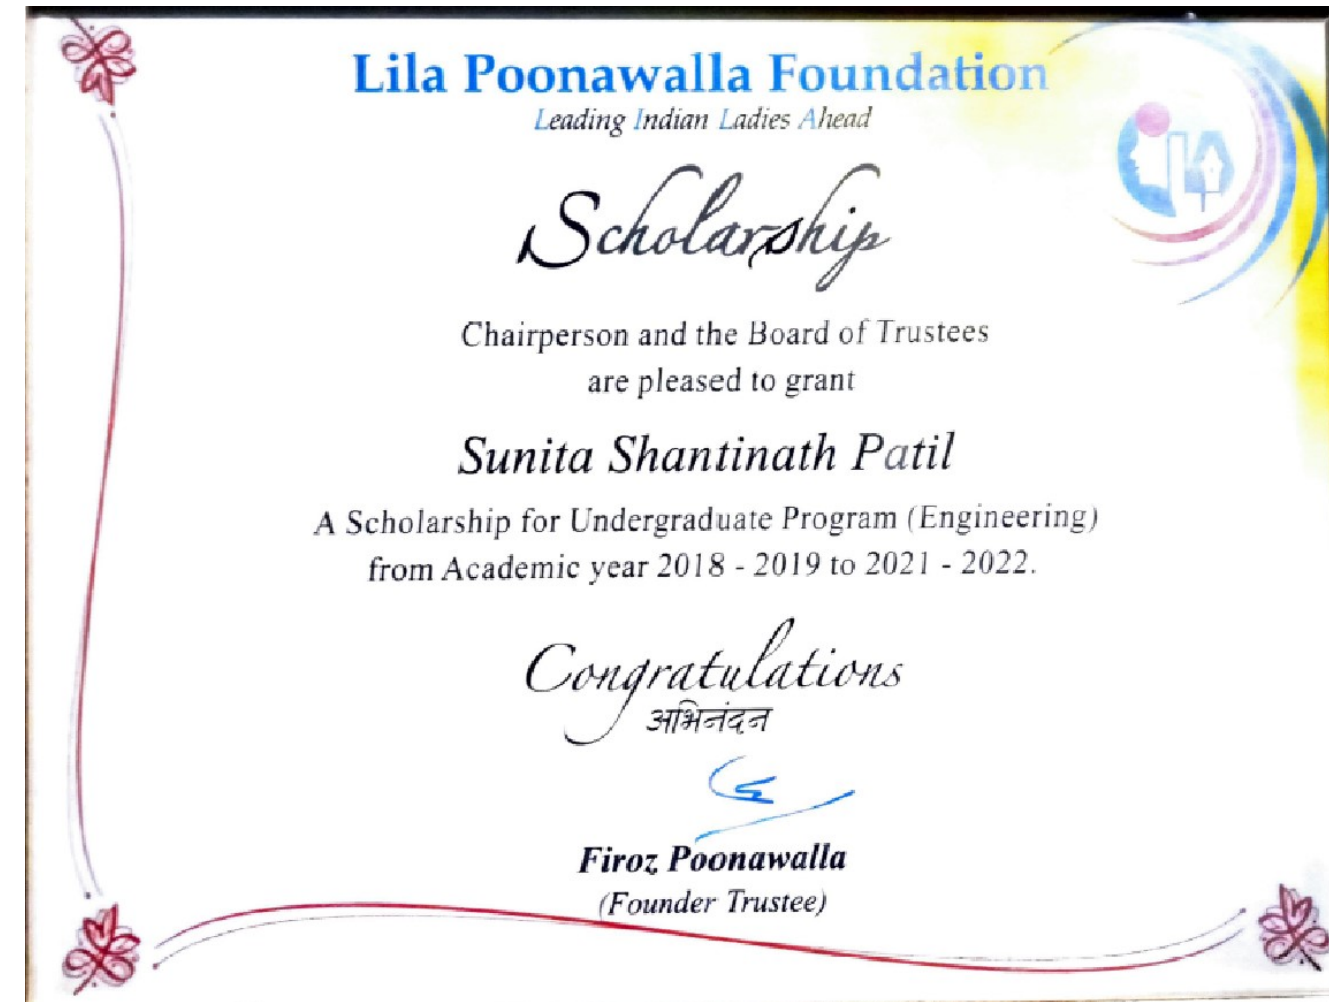 Lila Poonawalla Foundation
Leading Indian Ladies Ahead
LILA
Scholarship
Chairperson and the Board of Trustees
are pleased to grant
Sunita Shantinath Patil
A Scholarship for Undergraduate Program (Engineering)
from Academic year 2018 - 2019 to 2021 - 2022.
Congratulations
अभिनंदन
Firoz Poonawalla
(Founder Trustee)